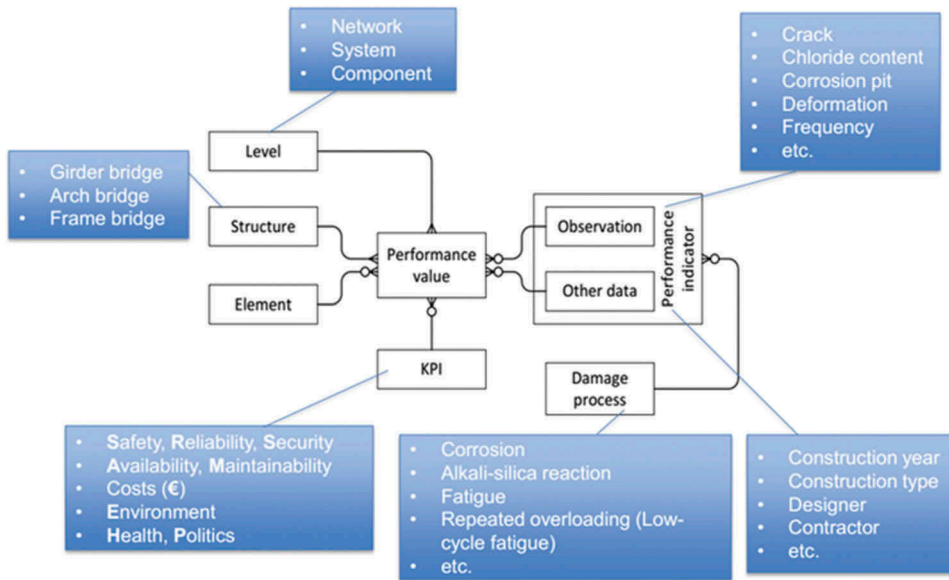 • Network
• System
• Component
• Crack
• Chloride content
• Corrosion pit
• Deformation
• Frequency
• etc.
Level
• Girder bridge
• Arch bridge
• Frame bridge
Structure
Element
Performance
value
Observation
Other data
Performance
indicator
KPI
Damage
process
• Safety, Reliability, Security
• Availability, Maintainability
• Costs (€)
• Environment
• Health, Politics
• Corrosion
• Alkali-silica reaction
• Fatigue
• Repeated overloading (Low-
cycle fatigue)
• etc.
• Construction year
• Construction type
• Designer
• Contractor
• etc.